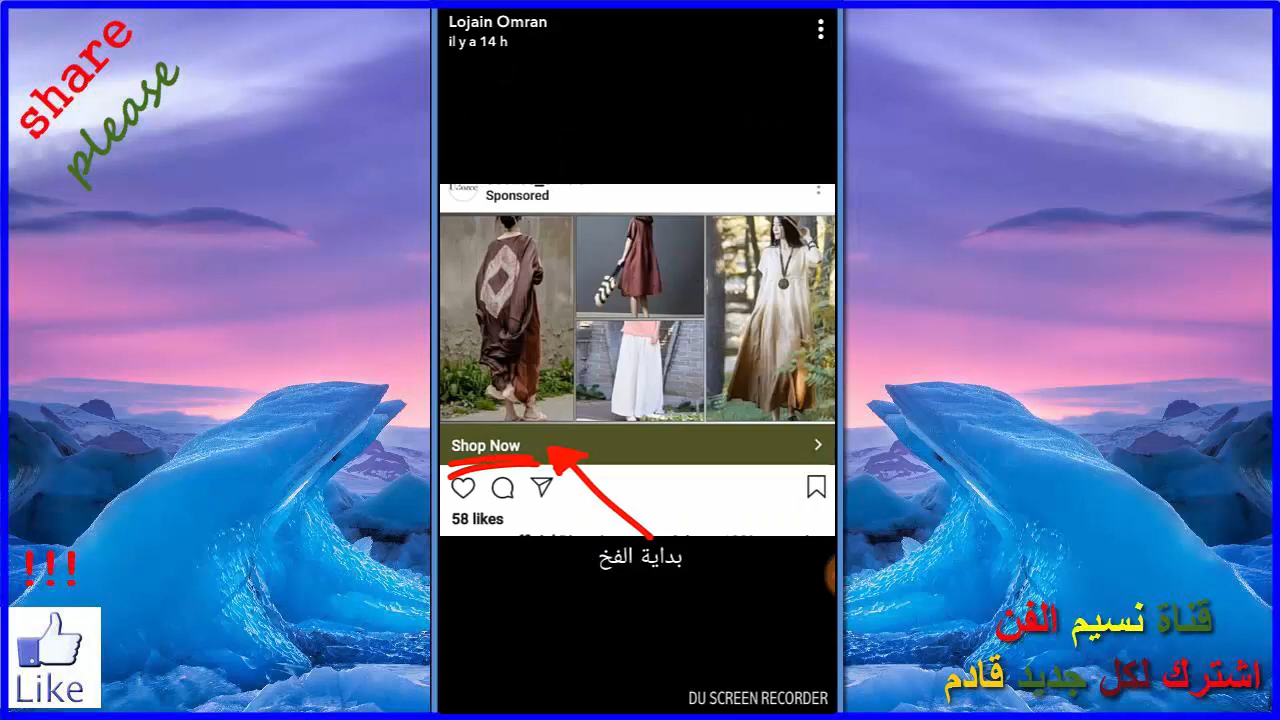 share
please
Lojain Omran
il y a 14 h
Sponsored
Shop Now
58 likes
بداية الفخ
!!!
Like
قناة نسيم الفن
اشترك لكل جديد قادم
DU SCREEN RECORDER